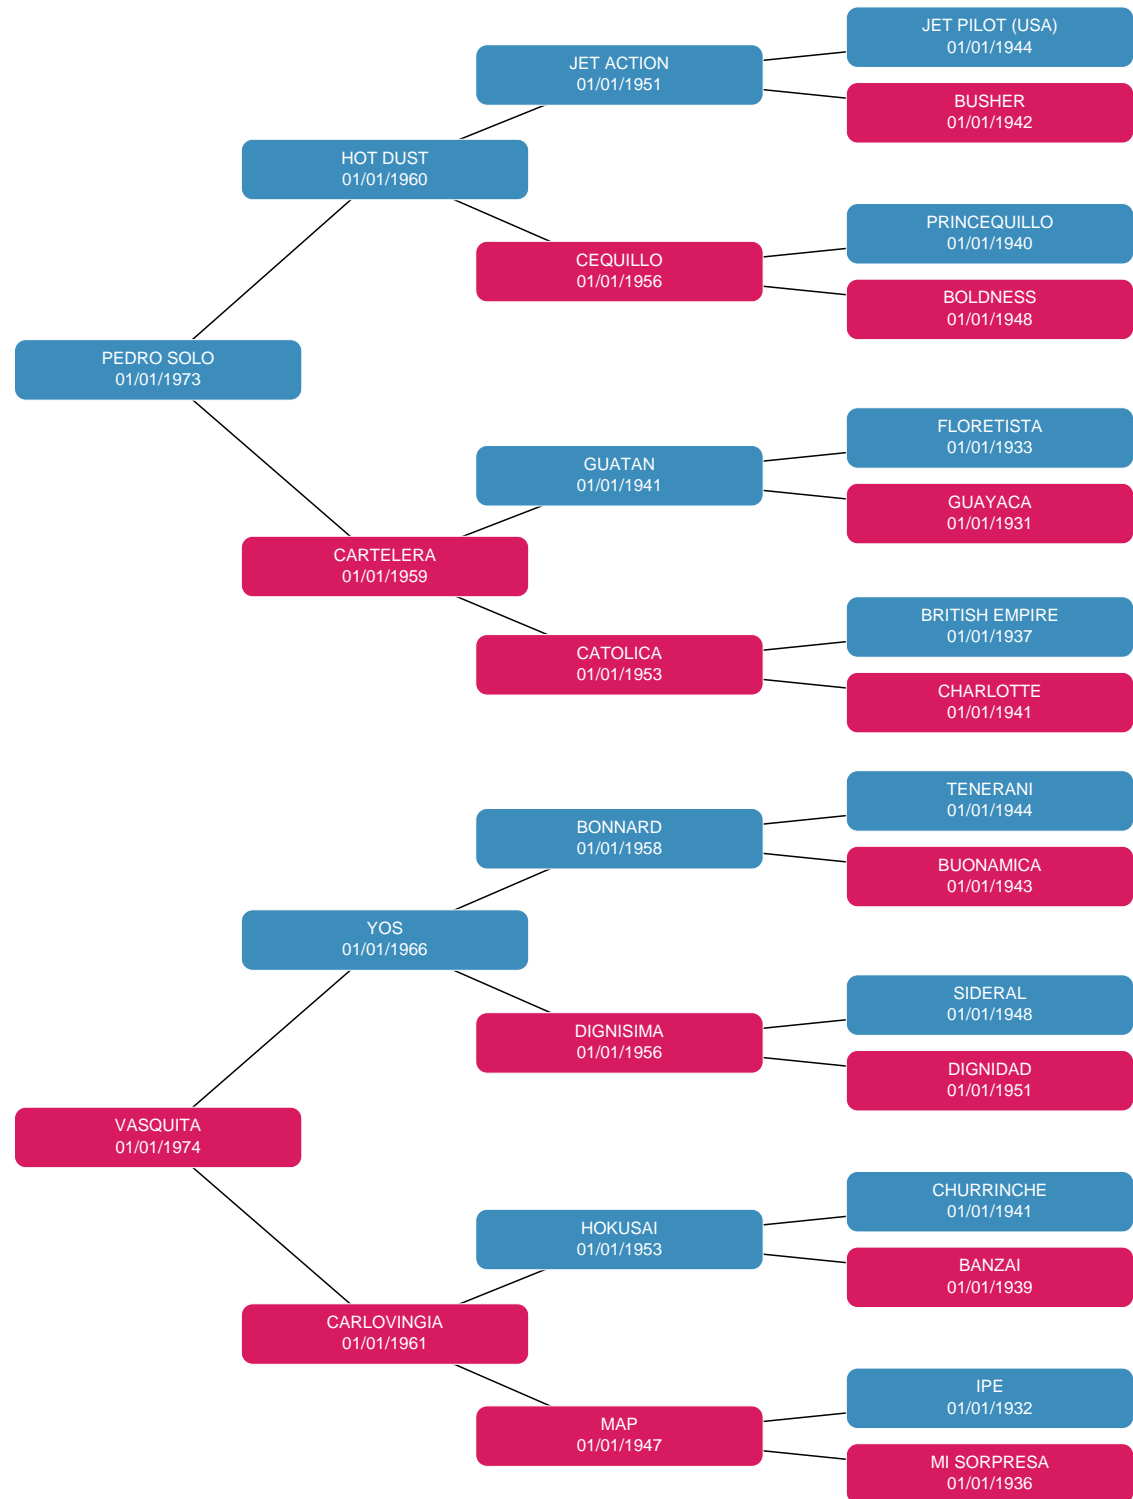 JET PILOT (USA)
01/01/1944
JET ACTION
01/01/1951
BUSHER
01/01/1942
HOT DUST
01/01/1960
PRINCEQUILLO
01/01/1940
CEQUILLO
01/01/1956
BOLDNESS
01/01/1948
PEDRO SOLO
01/01/1973
FLORETISTA
01/01/1933
GUATAN
01/01/1941
GUAYACA
01/01/1931
CARTELERA
01/01/1959
BRITISH EMPIRE
01/01/1937
CATOLICA
01/01/1953
CHARLOTTE
01/01/1941
TENERANI
01/01/1944
BONNARD
01/01/1958
BUONAMICA
01/01/1943
YOS
01/01/1966
SIDERAL
01/01/1948
DIGNISIMA
01/01/1956
DIGNIDAD
01/01/1951
VASQUITA
01/01/1974
CHURRINCHE
01/01/1941
HOKUSAI
01/01/1953
BANZAI
01/01/1939
CARLOVINGIA
01/01/1961
IPE
01/01/1932
MAP
01/01/1947
MI SORPRESA
01/01/1936